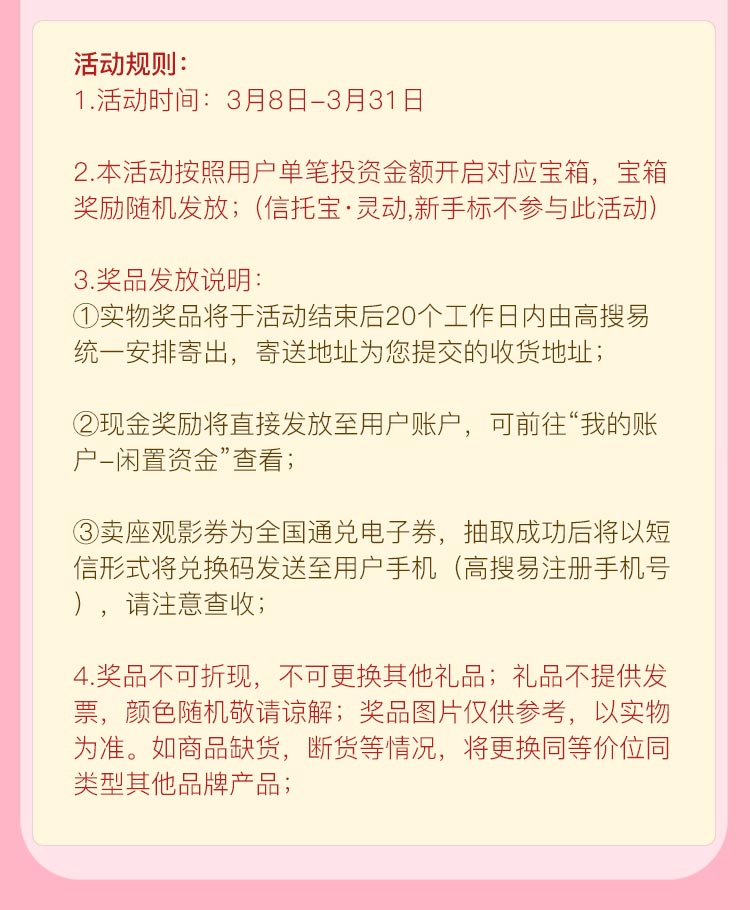 活动规则：
1.活动时间：3月8日-3月31日
2.本活动按照用户单笔投资金额开启对应宝箱，宝箱
奖励随机发放；（信托宝·灵动,新手标不参与此活动）
3.奖品发放说明：
①实物奖品将于活动结束后20个工作日内由高搜易
统一安排寄出，寄送地址为您提交的收货地址；
②现金奖励将直接发放至用户账户，可前往“我的账
户-闲置资金”查看；
③卖座观影券为全国通兑电子券，抽取成功后将以短
信形式将兑换码发送至用户手机（高搜易注册手机号
），请注意查收；
4.奖品不可折现，不可更换其他礼品；礼品不提供发
票，颜色随机敬请谅解；奖品图片仅供参考，以实物
为准。如商品缺货，断货等情况，将更换同等价位同
类型其他品牌产品；